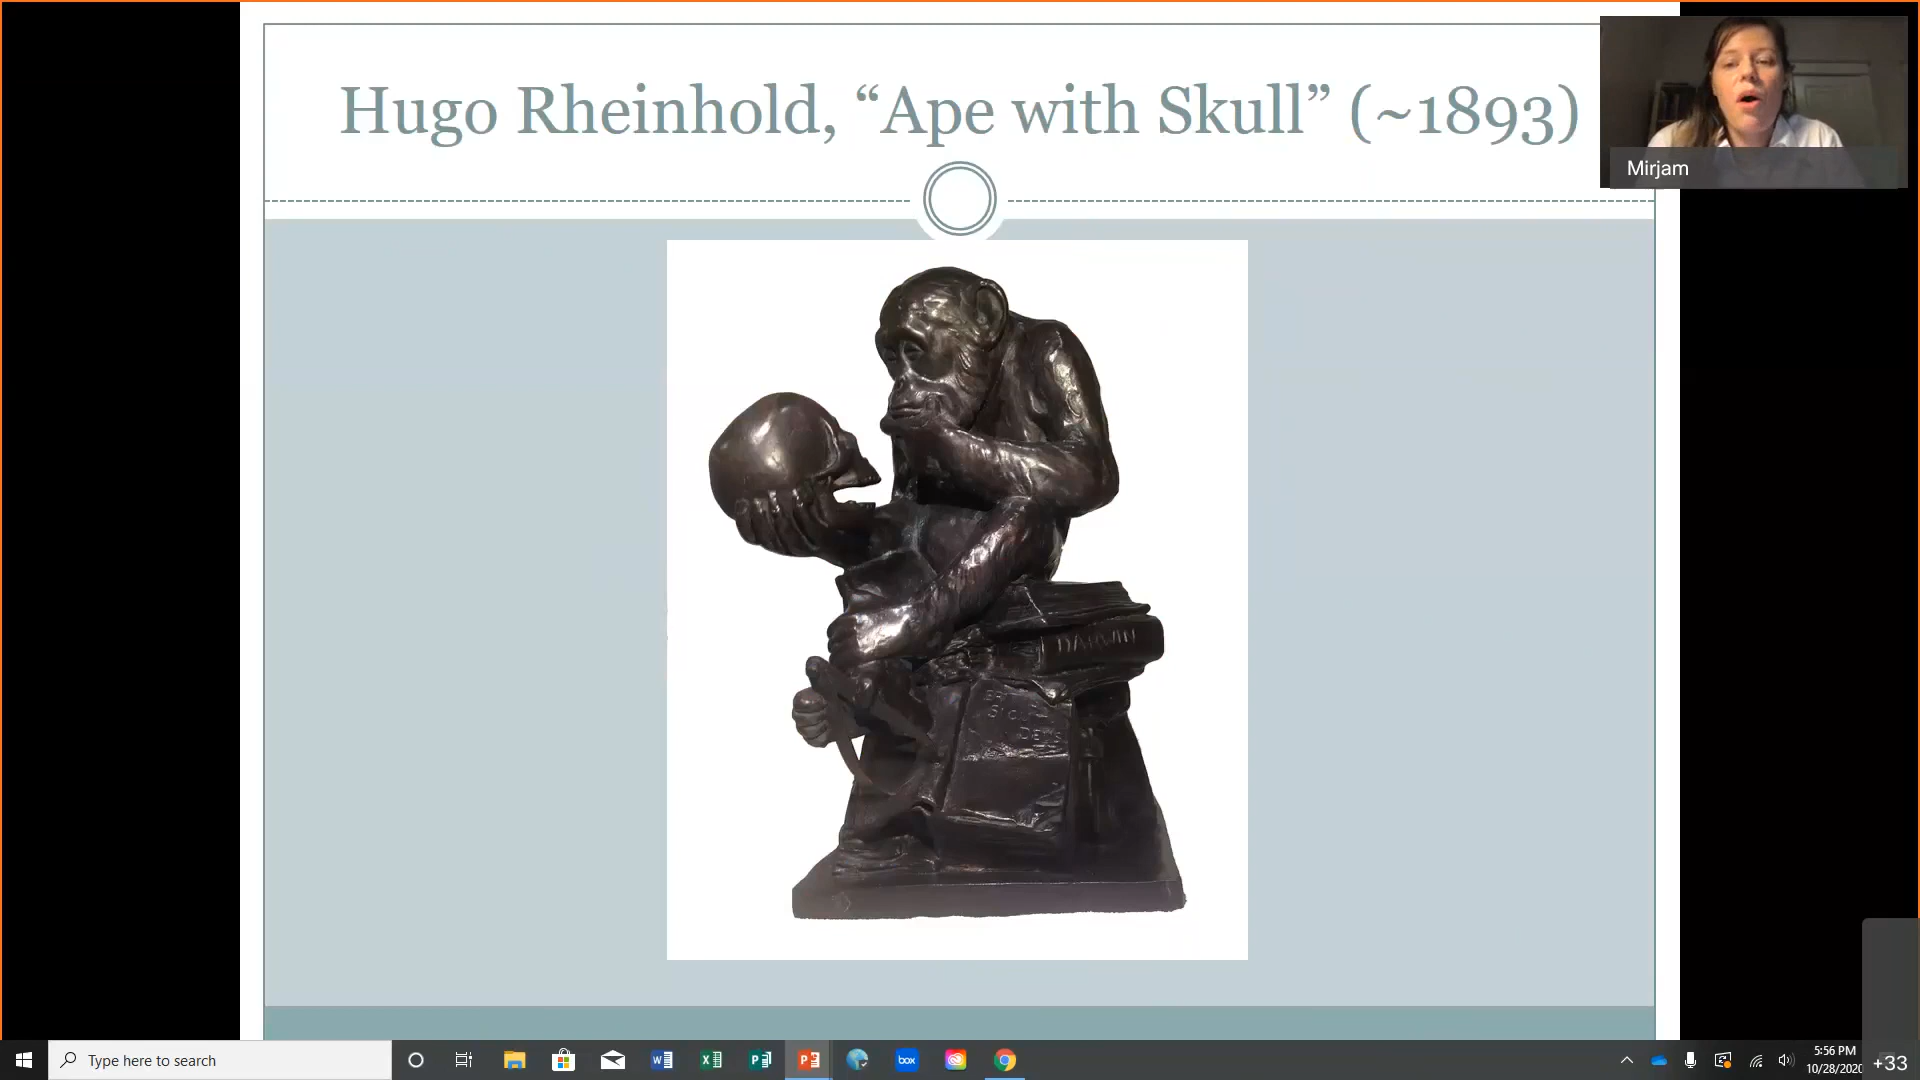 Hugo Rheinhold, “Ape with Skull” (~1893)
Mirjam
DARWIN
Type here to search
box
5:56 PM
10/28/2020
+33